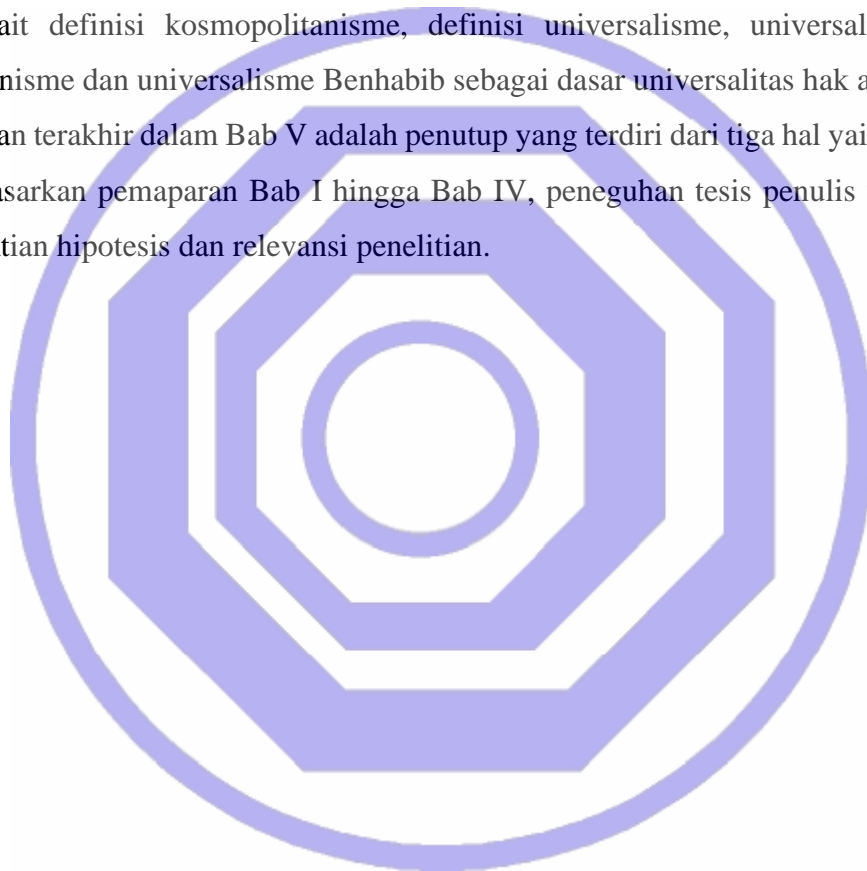 ait definisi kosmopolitanisme, definisi universalisme, universal
nisme dan universalisme Benhabib sebagai dasar universalitas hak a
an terakhir dalam Bab V adalah penutup yang terdiri dari tiga hal yai
asarkan pemaparan Bab I hingga Bab IV, peneguhan tesis penulis
tian hipotesis dan relevansi penelitian.